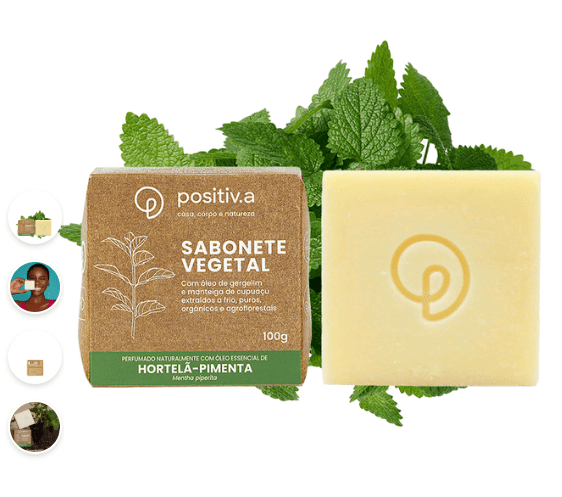 positiv.a
casa, corpo e natureza
SABONETE
VEGETAL
Com óleo de gergelim
e manteiga de cupuaçu
extraídos a frio, puros,
orgânicos e agroflorestais
100g
PERFUMADO NATURALMENTE COM ÓLEO ESSENCIAL DE
HORTELÃ-PIMENTA
Mentha piperita